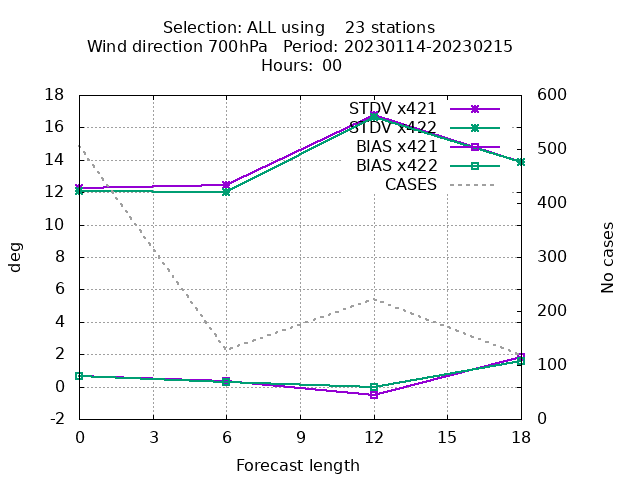 Selection: ALL using    23 stations
Wind direction 700hPa   Period: 20230114-20230215
Hours: 00
STDV x421
STDV x422
BIAS x421
BIAS x422
CASES
18
16
14
12
10
8
6
4
2
0
-2
deg
600
500
400
300
200
100
0
No cases
0 3 6 9 12 15 18
Forecast length